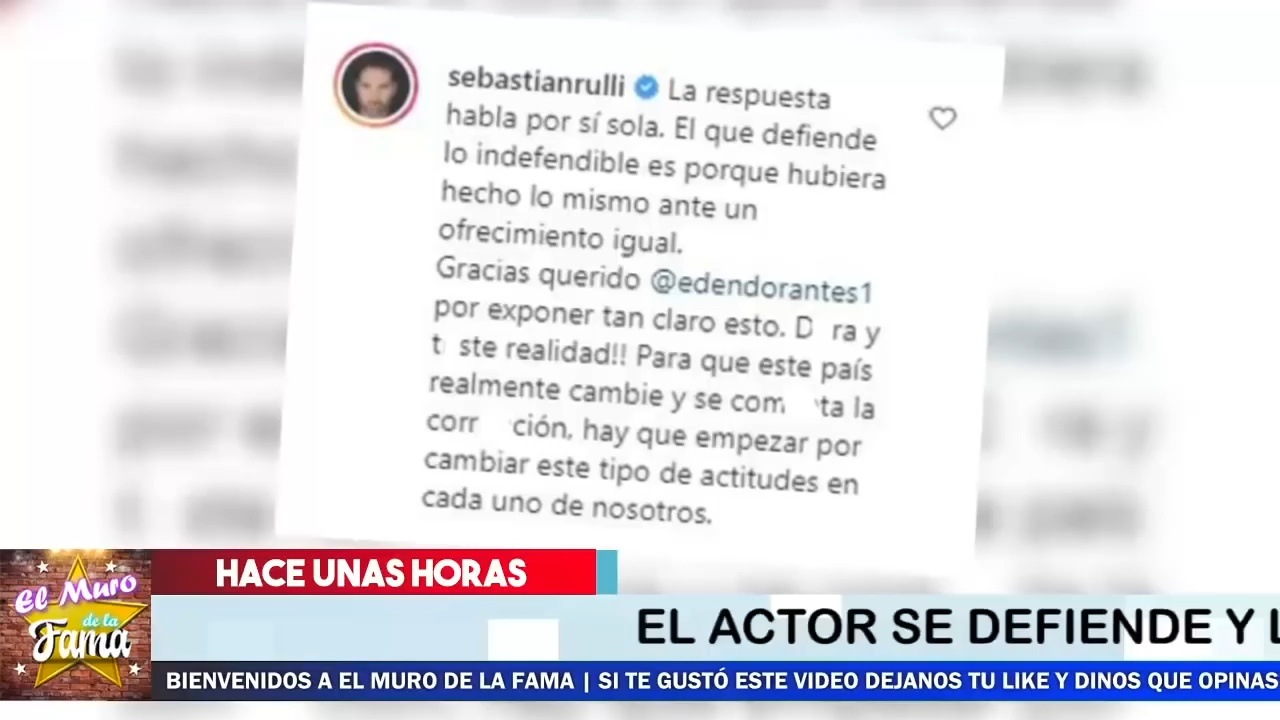 sebastianrulli La respuesta
habla por sí sola. El que defiende
lo indefendible es porque hubiera
hecho lo mismo ante un
ofrecimiento igual.
Gracias querido @edendorantes1
por exponer tan claro esto. D ra y
t ste realidad!! Para que este país
realmente cambie y se com ta la
corr ción, hay que empezar por
cambiar este tipo de actitudes en
cada uno de nosotros.
HACE UNAS HORAS
EL ACTOR SE DEFIENDE Y L
El Muro
de la
Fama
BIENVENIDOS A EL MURO DE LA FAMA | SI TE GUSTÓ ESTE VIDEO DEJANOS TU LIKE Y DINOS QUE OPINAS